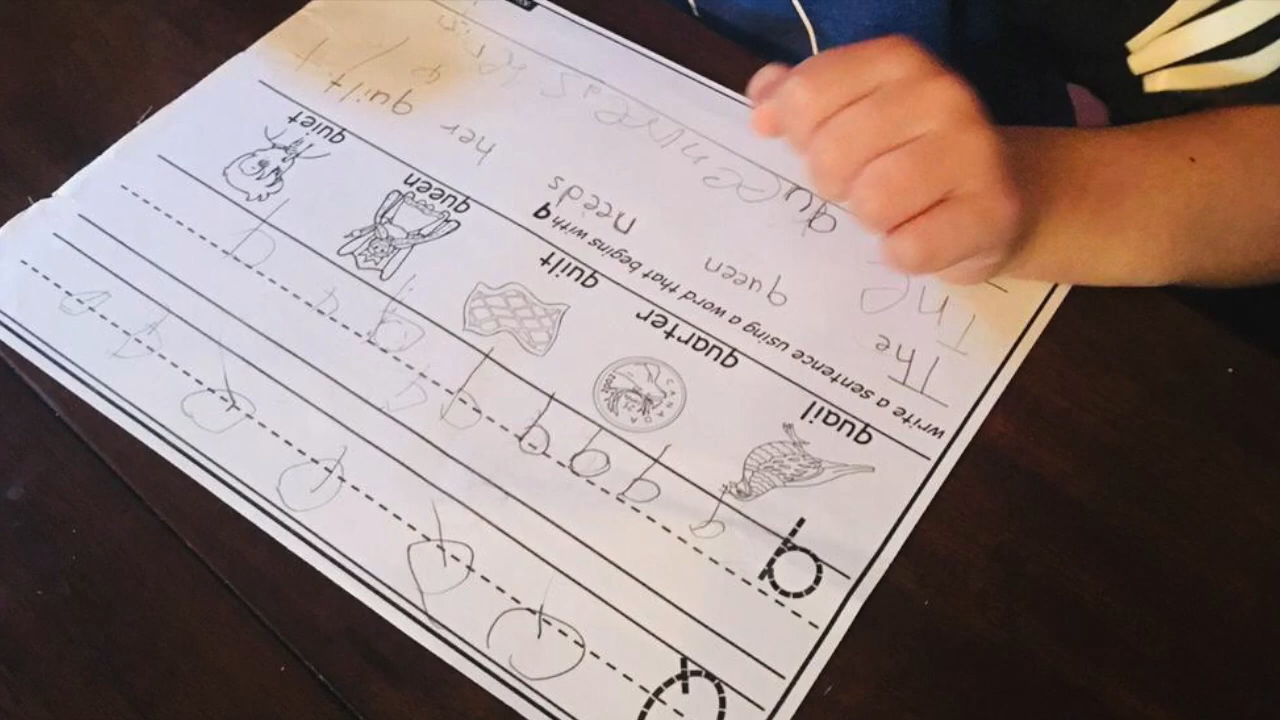 Q Q Q Q Q Q Q
q q q q q q q q q q
quail quarter quilt queen quiet
write a sentence using a word that begins with q
The queen needs her quilt
The queen